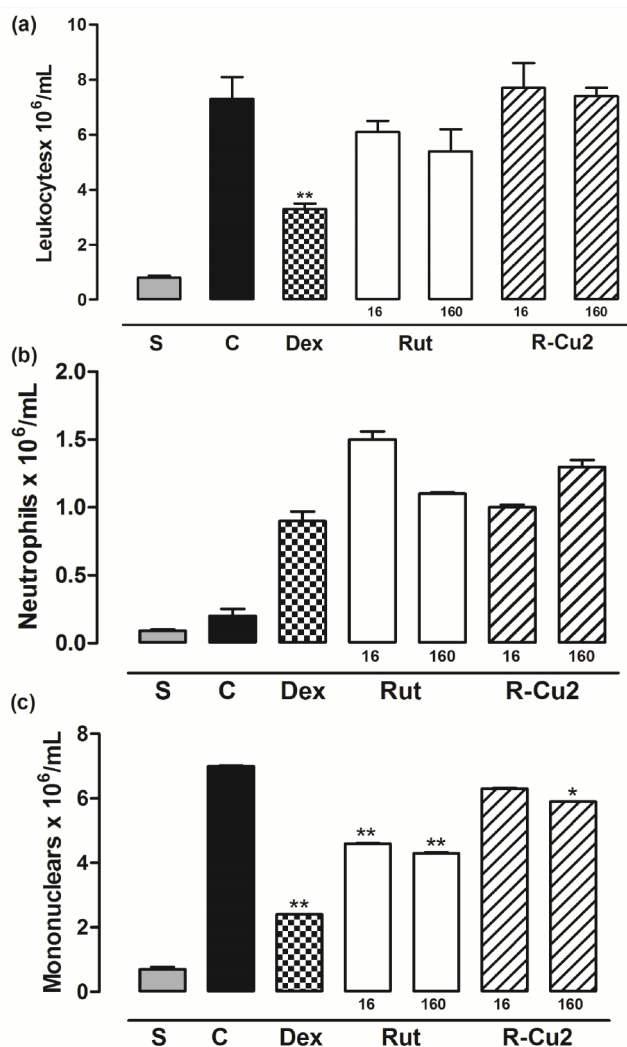 (a)
Leukocytesx 10⁶/mL
10
8
6
4
2
0
**
16 160 16 160
S C Dex Rut R-Cu2
(b)
Neutrophils x 10⁶/mL
2.0
1.5
1.0
0.5
0.0
16 160 16 160
S C Dex Rut R-Cu2
(c)
Mononuclears x 10⁶/mL
8
6
4
2
0
** ** ** *
16 160 16 160
S C Dex Rut R-Cu2